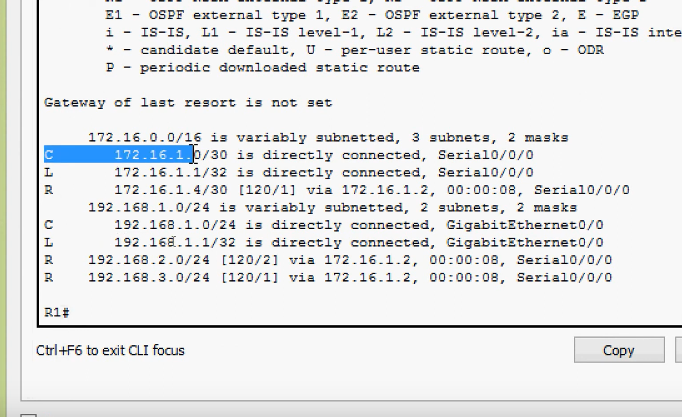 E1 - OSPF external type 1, E2 - OSPF external type 2, E - EGP
i - IS-IS, L1 - IS-IS level-1, L2 - IS-IS level-2, ia - IS-IS inte
* - candidate default, U - per-user static route, o - ODR
P - periodic downloaded static route
Gateway of last resort is not set
172.16.0.0/16 is variably subnetted, 3 subnets, 2 masks
C 172.16.1.0/30 is directly connected, Serial0/0/0
L 172.16.1.1/32 is directly connected, Serial0/0/0
R 172.16.1.4/30 [120/1] via 172.16.1.2, 00:00:08, Serial0/0/0
192.168.1.0/24 is variably subnetted, 2 subnets, 2 masks
C 192.168.1.0/24 is directly connected, GigabitEthernet0/0
L 192.168.1.1/32 is directly connected, GigabitEthernet0/0
R 192.168.2.0/24 [120/2] via 172.16.1.2, 00:00:08, Serial0/0/0
R 192.168.3.0/24 [120/1] via 172.16.1.2, 00:00:08, Serial0/0/0
R1#
Ctrl+F6 to exit CLI focus
Copy